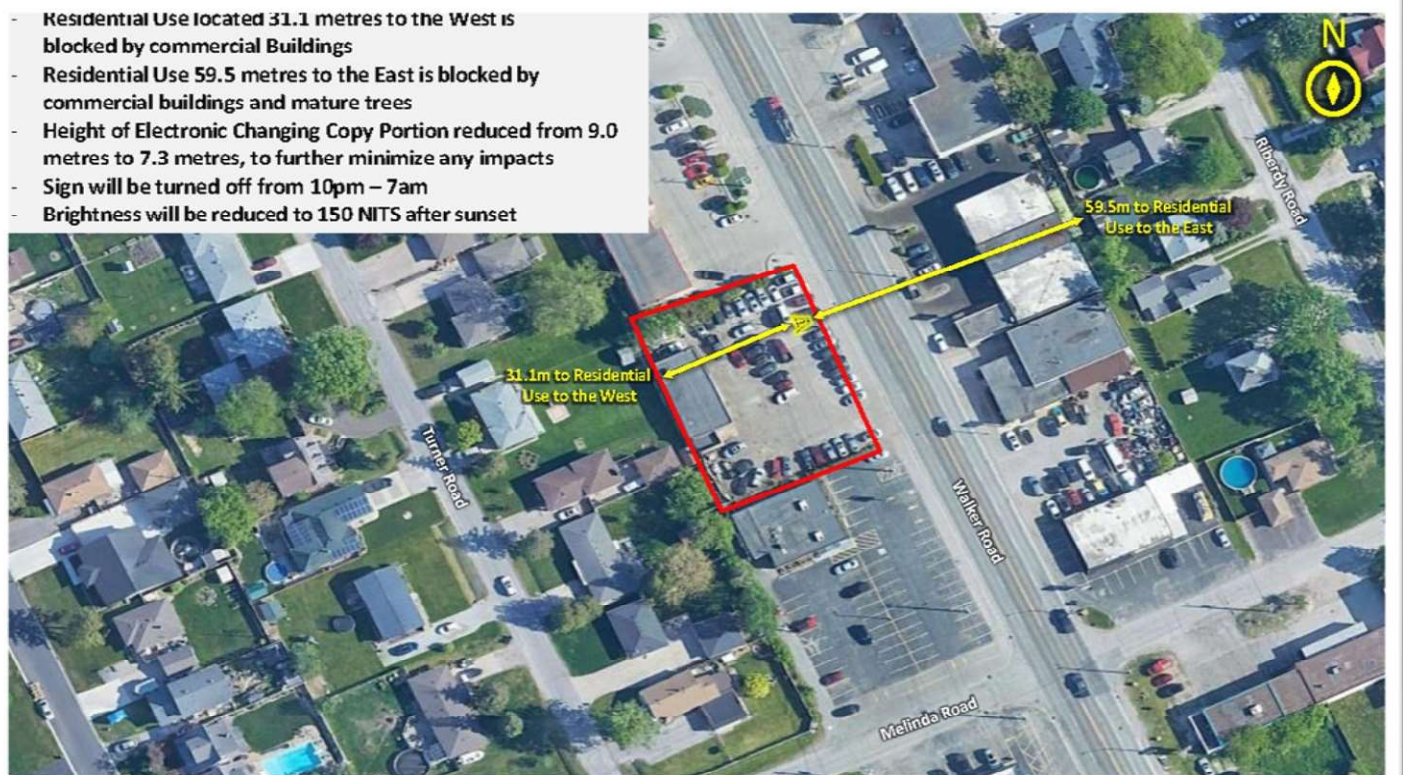 - Residential Use located 31.1 metres to the West is
blocked by commercial Buildings
- Residential Use 59.5 metres to the East is blocked by
commercial buildings and mature trees
- Height of Electronic Changing Copy Portion reduced from 9.0
metres to 7.3 metres, to further minimize any impacts
- Sign will be turned off from 10pm – 7am
- Brightness will be reduced to 150 NITS after sunset
N
Riberdy Road
59.5m to Residential
Use to the East
31.1m to Residential
Use to the West
Turner Road
Walker Road
Melinda Road